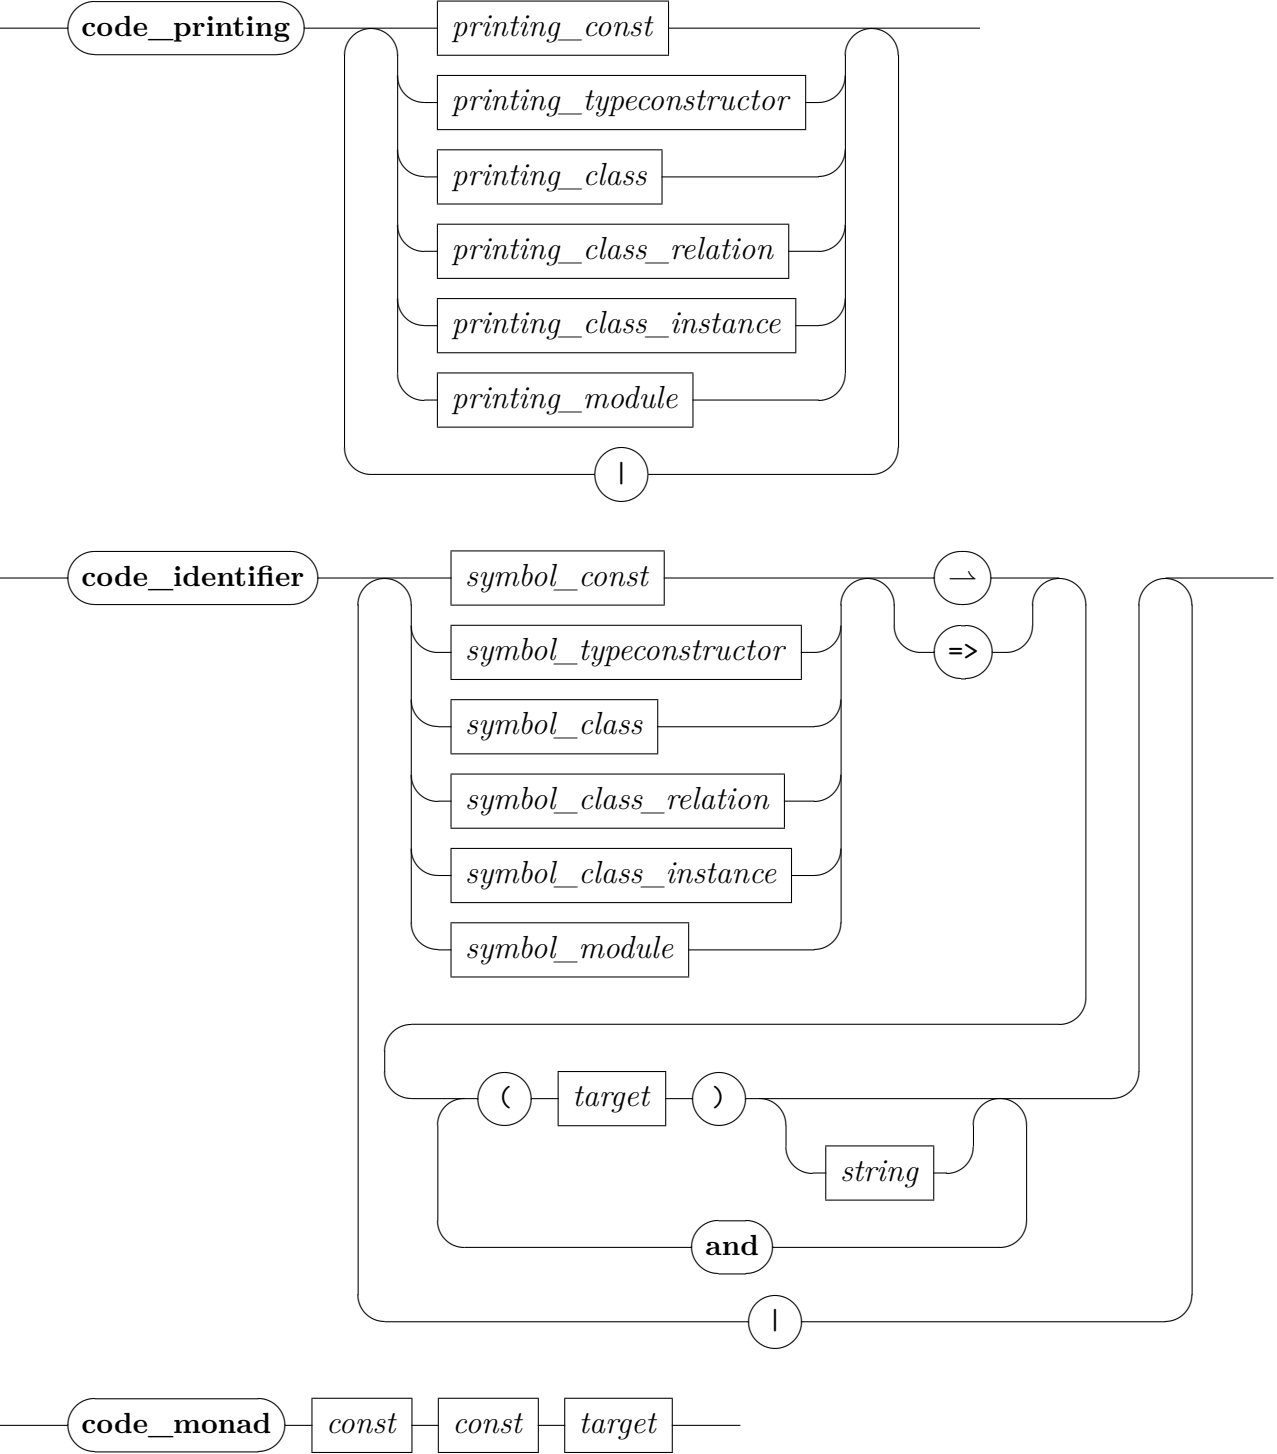 code_printing printing_const
printing_typeconstructor
printing_class
printing_class_relation
printing_class_instance
printing_module
|
code_identifier symbol_const ⇀
symbol_typeconstructor =>
symbol_class
symbol_class_relation
symbol_class_instance
symbol_module
( target )
string
and
|
code_monad const const target